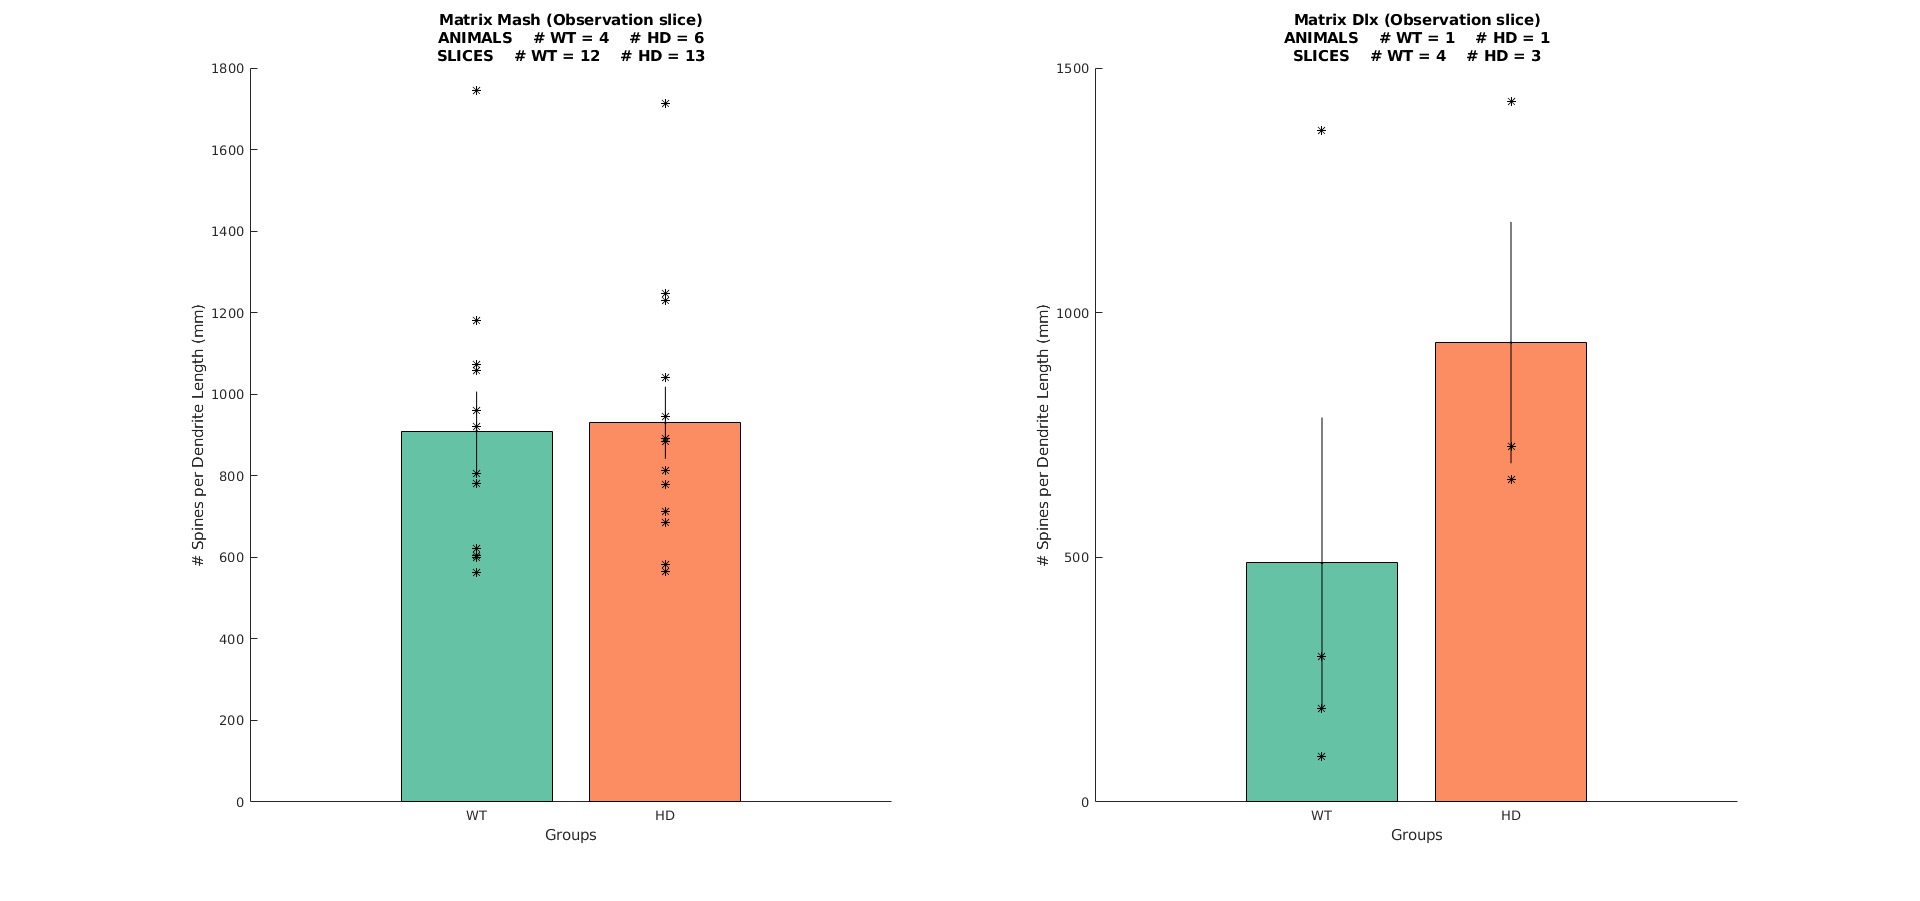 Matrix Mash (Observation slice)
ANIMALS # WT = 4 # HD = 6
SLICES # WT = 12 # HD = 13
1800
1600
1400
1200
1000
800
600
400
200
0
# Spines per Dendrite Length (mm)
WT HD
Groups
Matrix Dlx (Observation slice)
ANIMALS # WT = 1 # HD = 1
SLICES # WT = 4 # HD = 3
1500
1000
500
0
# Spines per Dendrite Length (mm)
WT HD
Groups